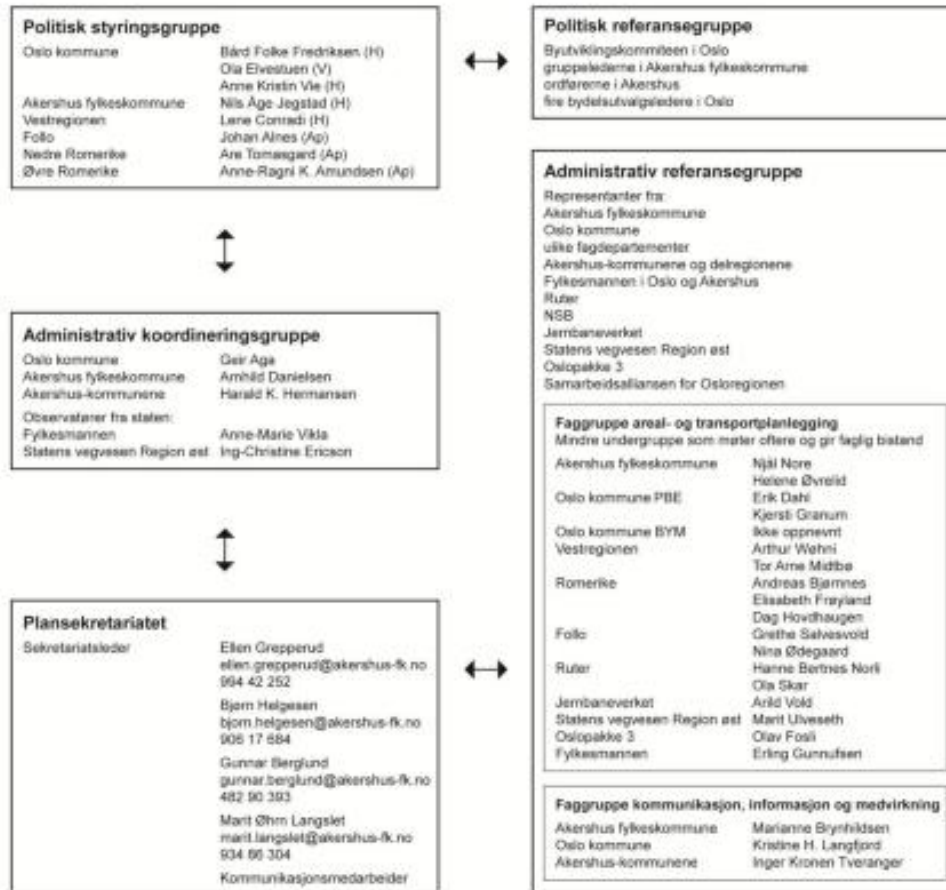 Politisk styringsgruppe
Oslo kommune Bård Folke Fredriksen (H)
Ola Elvestuen (V)
Anne Kristin Vie (H)
Akershus fylkeskommune Nils Åge Jegstad (H)
Vestregionen Lene Conradi (H)
Follo Johan Alnes (Ap)
Nedre Romerike Are Tomasgard (Ap)
Øvre Romerike Anne-Ragni K. Amundsen (Ap)
Administrativ koordineringsgruppe
Oslo kommune Geir Aga
Akershus fylkeskommune Arnhild Danielsen
Akershus-kommunene Harald K. Hermansen
Observatører fra staten:
Fylkesmannen Anne-Marie Vikla
Statens vegvesen Region øst Ing-Christine Ericson
Plansekretariatet
Sekretariatsleder Ellen Grepperud
ellen.grepperud@akershus-fk.no
994 42 252
Bjørn Helgesen
bjorn.helgesen@akershus-fk.no
906 17 684
Gunnar Berglund
gunnar.berglund@akershus-fk.no
482 90 393
Marit Øhrn Langslet
marit.langslet@akershus-fk.no
934 86 304
Kommunikasjonsmedarbeider
Politisk referansegruppe
Byutviklingskommiteen i Oslo
gruppelederne i Akershus fylkeskommune
ordførerne i Akershus
fire bydelsutvalgsledere i Oslo
Administrativ referansegruppe
Representanter fra:
Akershus fylkeskommune
Oslo kommune
ulike fagdepartementer
Akershus-kommunene og delregionene
Fylkesmannen i Oslo og Akershus
Ruter
NSB
Jernbaneverket
Statens vegvesen Region øst
Oslopakke 3
Samarbeidsalliansen for Osloregionen
Faggruppe areal- og transportplanlegging
Mindre undergruppe som møter oftere og gir faglig bistand
Akershus fylkeskommune Njål Nore
Helene Øvrelid
Oslo kommune PBE Erik Dahl
Kjersti Granum
Oslo kommune BYM Ikke oppnevnt
Vestregionen Arthur Wøhni
Tor Arne Midtbø
Romerike Andreas Bjørnnes
Elisabeth Frøyland
Dag Hovdhaugen
Follo Grethe Salvesvold
Nina Ødegaard
Ruter Hanne Bertnes Norli
Ola Skar
Jernbaneverket Arild Vold
Statens vegvesen Region øst Marit Ulveseth
Oslopakke 3 Olav Fosli
Fylkesmannen Erling Gunnufsen
Faggruppe kommunikasjon, informasjon og medvirkning
Akershus fylkeskommune Marianne Brynhildsen
Oslo kommune Kristine H. Langfjord
Akershus-kommunene Inger Kronen Tveranger